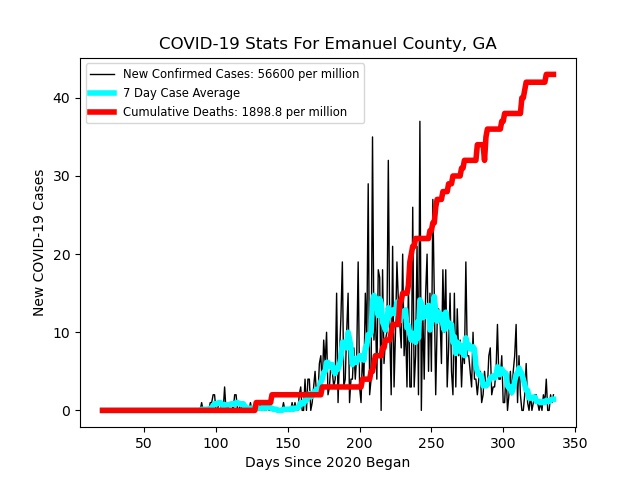 COVID-19 Stats For Emanuel County, GA
New Confirmed Cases: 56600 per million
7 Day Case Average
Cumulative Deaths: 1898.8 per million
New COVID-19 Cases
40
30
20
10
0
50 100 150 200 250 300 350
Days Since 2020 Began